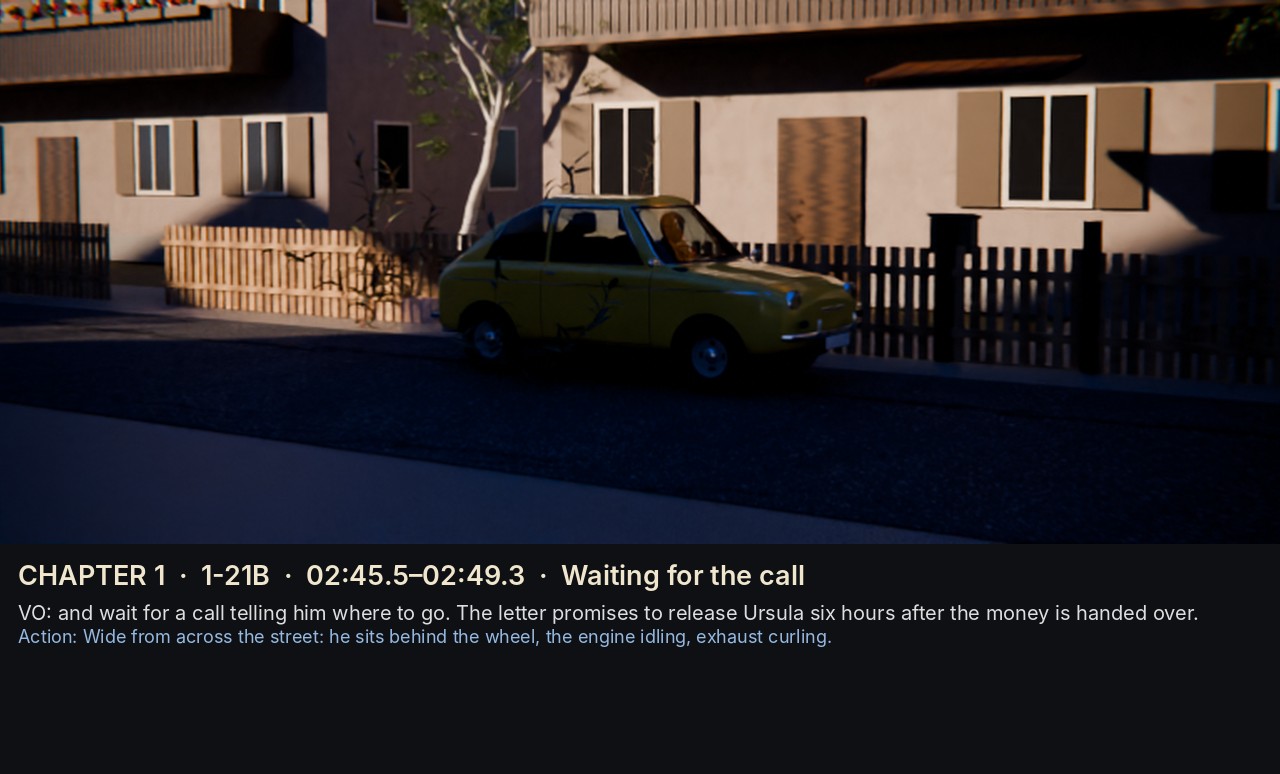 CHAPTER 1 · 1-21B · 02:45.5–02:49.3 · Waiting for the call
VO: and wait for a call telling him where to go. The letter promises to release Ursula six hours after the money is handed over.
Action: Wide from across the street: he sits behind the wheel, the engine idling, exhaust curling.